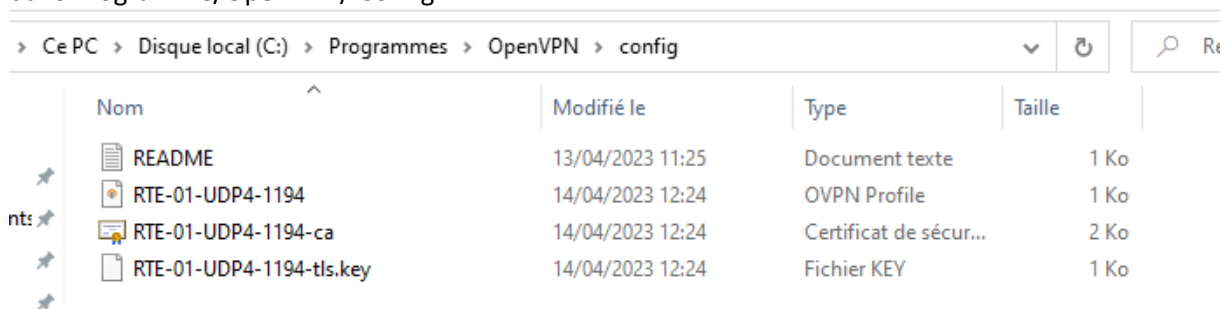 > Ce PC > Disque local (C:) > Programmes > OpenVPN > config Re
Nom Modifié le Type Taille
README 13/04/2023 11:25 Document texte 1 Ko
RTE-01-UDP4-1194 14/04/2023 12:24 OVPN Profile 1 Ko
nts RTE-01-UDP4-1194-ca 14/04/2023 12:24 Certificat de sécur... 2 Ko
RTE-01-UDP4-1194-tls.key 14/04/2023 12:24 Fichier KEY 1 Ko